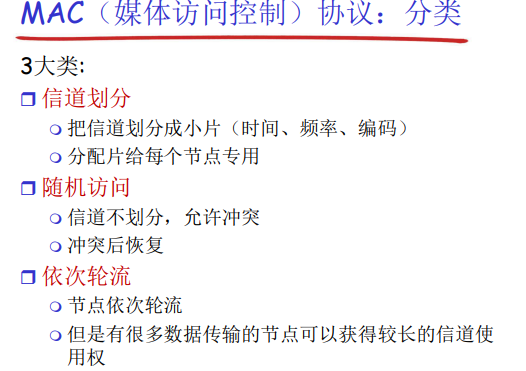 MAC（媒体访问控制）协议：分类
3大类:
信道划分
把信道划分成小片（时间、频率、编码）
分配片给每个节点专用
随机访问
信道不划分，允许冲突
冲突后恢复
依次轮流
节点依次轮流
但是有很多数据传输的节点可以获得较长的信道使
用权